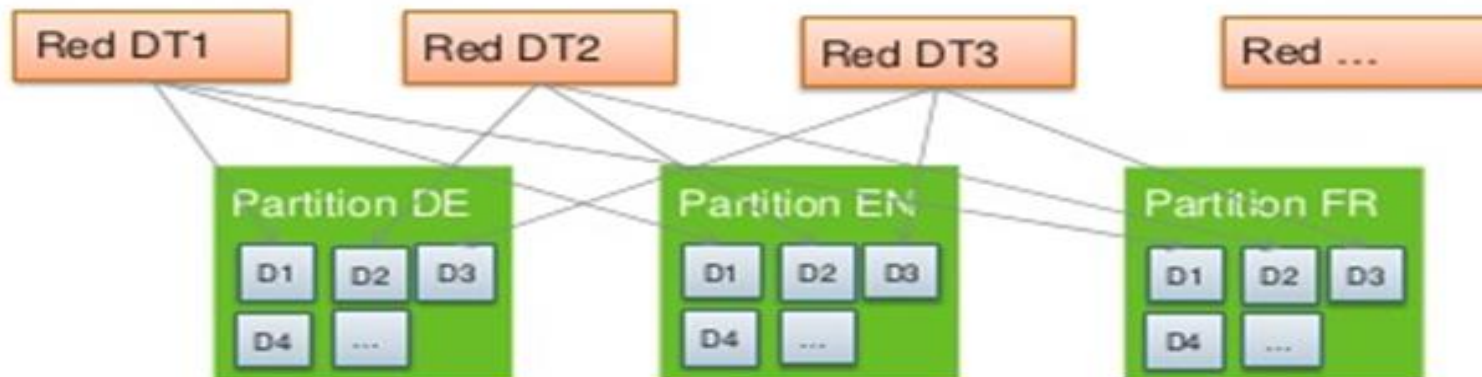 Red DT1
Red DT2
Red DT3
Red ...
Partition DE
Partition EN
Partition FR
D1 D2 D3
D4 ...
D1 D2 D3
D4 ...
D1 D2 D3
D4 ...